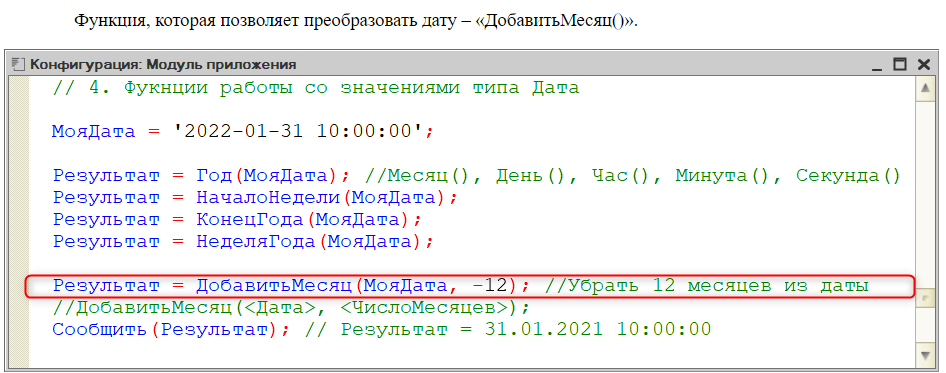 Функция, которая позволяет преобразовать дату – «ДобавитьМесяц()».
Конфигурация: Модуль приложения
// 4. Фукнции работы со значениями типа Дата
МояДата = '2022-01-31 10:00:00';
Результат = Год(МояДата); //Месяц(), День(), Час(), Минута(), Секунда()
Результат = НачалоНедели(МояДата);
Результат = КонецГода(МояДата);
Результат = НеделяГода(МояДата);
Результат = ДобавитьМесяц(МояДата, -12); //Убрать 12 месяцев из даты
//ДобавитьМесяц(<Дата>, <ЧислоМесяцев>);
Сообщить(Результат); // Результат = 31.01.2021 10:00:00